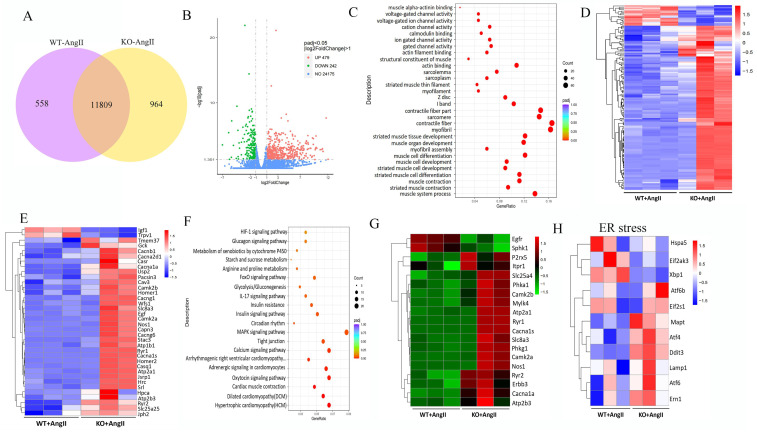 A
WT-AngII
KO-AngII
558
11809
964
B
padj<0.05
|log2FoldChange|>1
UP 479
DOWN 242
NO 24175
-log10(padj)
log2FoldChange
C
muscle alpha-actinin binding
voltage-gated channel activity
voltage-gated ion channel activity
cation channel activity
calmodulin binding
ion gated channel activity
gated channel activity
actin filament binding
structural constituent of muscle
actin binding
sarcolemma
sarcoplasm
striated muscle thin filament
myofilament
Z disc
I band
contractile fiber part
sarcomere
contractile fiber
myofibril
striated muscle tissue development
muscle organ development
myofibril assembly
muscle cell differentiation
muscle cell development
striated muscle cell development
striated muscle cell differentiation
muscle contraction
striated muscle contraction
muscle system process
Description
GeneRatio
Count
padj
D
WT+AngII
KO+AngII
E
Igf1
Trpv1
Tmem37
Gck
Cacnb1
Cacna2d1
Casr
Cacna1a
Dsp2
Pacsin3
Cav3
Camk2b
Homer1
Cacng1
Wfs1
Slc8a3
Egf
Camk2a
Nos1
Capn3
Cacng6
Stac3
Atp1b1
Ryr1
Cacna1s
Homer2
Casq1
Atp2a1
Jsrp1
Hrc
Srl
Hpca
Atp2b3
Ryr2
Slc25a25
Jph2
WT+AngII
KO+AngII
F
HIF-1 signaling pathway
Glucagon signaling pathway
Metabolism of xenobiotics by cytochrome P450
Starch and sucrose metabolism
Arginine and proline metabolism
FoxO signaling pathway
Glycolysis/Gluconeogenesis
IL-17 signaling pathway
Insulin resistance
Insulin signaling pathway
Circadian rhythm
MAPK signaling pathway
Tight junction
Calcium signaling pathway
Arrhythmogenic right ventricular cardiomyopathy...
Adrenergic signaling in cardiomyocytes
Oxytocin signaling pathway
Cardiac muscle contraction
Dilated cardiomyopathy(DCM)
Hypertrophic cardiomyopathy(HCM)
Description
GeneRatio
Count
padj
G
Egfr
Sphk1
P2rx5
Itpr1
Slc25a4
Phka1
Camk2b
Mylk4
Atp2a1
Ryr1
Cacna1s
Slc8a3
Phkg1
Camk2a
Nos1
Ryr2
Erbb3
Cacna1a
Atp2b3
WT+AngII
KO+AngII
H
ER stress
Hspa5
Eif2ak3
Xbp1
Atf6b
Eif2s1
Mapt
Atf4
Ddit3
Lamp1
Atf6
Ern1
WT+AngII
KO+AngII